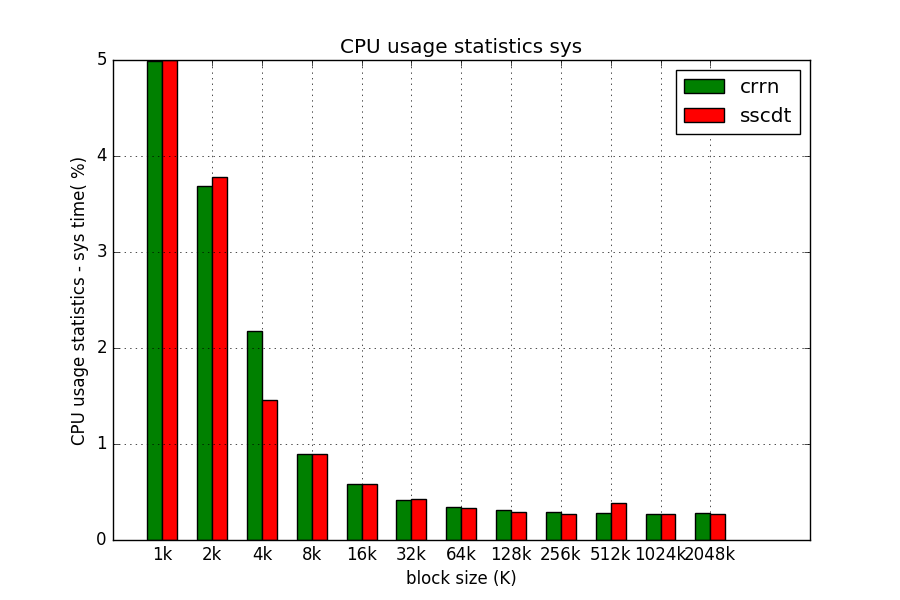 CPU usage statistics sys
crrn
sscdt
CPU usage statistics - sys time( %)
5
4
3
2
1
0
1k 2k 4k 8k 16k 32k 64k 128k 256k 512k 1024k 2048k
block size (K)